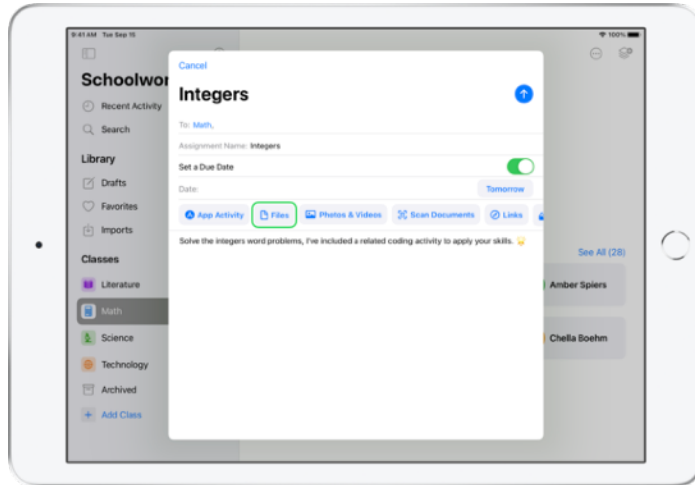 9:41 AM Tue Sep 15
100%
Cancel
Integers
To: Math,
Assignment Name: Integers
Set a Due Date
Date:
Tomorrow
App Activity
Files
Photos & Videos
Scan Documents
Links
Solve the integers word problems, I've included a related coding activity to apply your skills.
Schoolwor
Recent Activity
Search
Library
Drafts
Favorites
Imports
Classes
Literature
Math
Science
Technology
Archived
Add Class
See All (28)
Amber Spiers
Chella Boehm